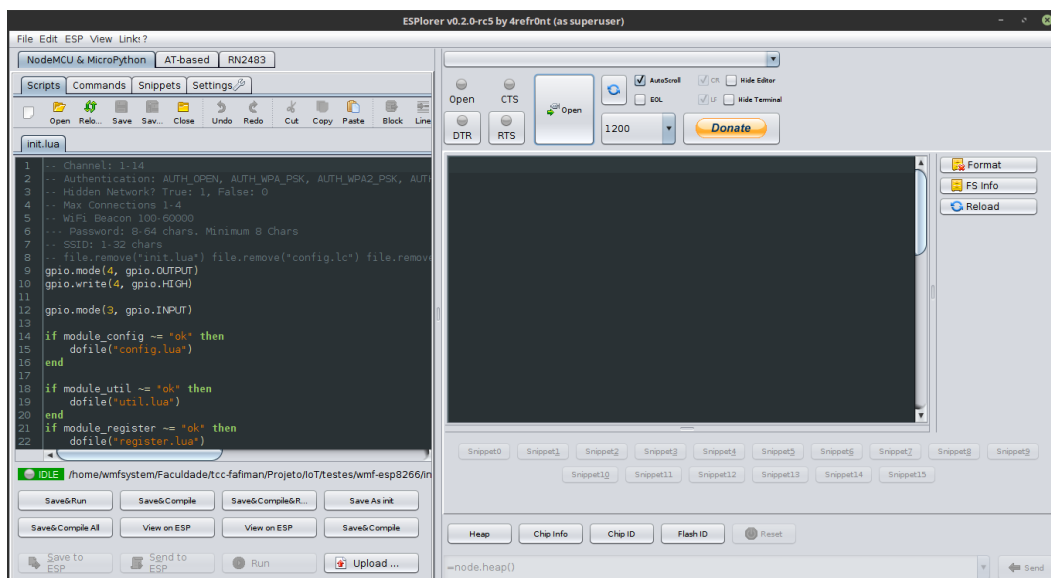 ESPlorer v0.2.0-rc5 by 4refr0nt (as superuser)
File Edit ESP View Links ?
NodeMCU & MicroPython AT-based RN2483
Scripts Commands Snippets Settings
Open Relo... Save Sav... Close Undo Redo Cut Copy Paste Block Line
init.lua
1 -- Channel: 1-14
2 -- Authentication: AUTH_OPEN, AUTH_WPA_PSK, AUTH_WPA2_PSK, AUTH
3 -- Hidden Network? True: 1, False: 0
4 -- Max Connections 1-4
5 -- WiFi Beacon 100-60000
6 --- Password: 8-64 chars. Minimum 8 Chars
7 -- SSID: 1-32 chars
8 -- file.remove("init.lua") file.remove("config.lc") file.remove
9 gpio.mode(4, gpio.OUTPUT)
10 gpio.write(4, gpio.HIGH)
11
12 gpio.mode(3, gpio.INPUT)
13
14 if module_config ~= "ok" then
15 dofile("config.lua")
16 end
17
18 if module_util ~= "ok" then
19 dofile("util.lua")
20 end
21 if module_register ~= "ok" then
22 dofile("register.lua")
IDLE /home/wmfsystem/Faculdade/tcc-fafiman/Projeto/IoT/testes/wmf-esp8266/in
Save&Run Save&Compile Save&Compile&R... Save As init
Save&Compile All View on ESP View on ESP Save&Compile
Save to ESP Send to ESP Run Upload ...
Open CTS
DTR RTS
Open
AutoScroll CR Hide Editor
EOL LF Hide Terminal
1200 Donate
Format
FS Info
Reload
Snippet0 Snippet1 Snippet2 Snippet3 Snippet4 Snippet5 Snippet6 Snippet7 Snippet8 Snippet9
Snippet10 Snippet11 Snippet12 Snippet13 Snippet14 Snippet15
Heap Chip Info Chip ID Flash ID Reset
=node.heap() Send